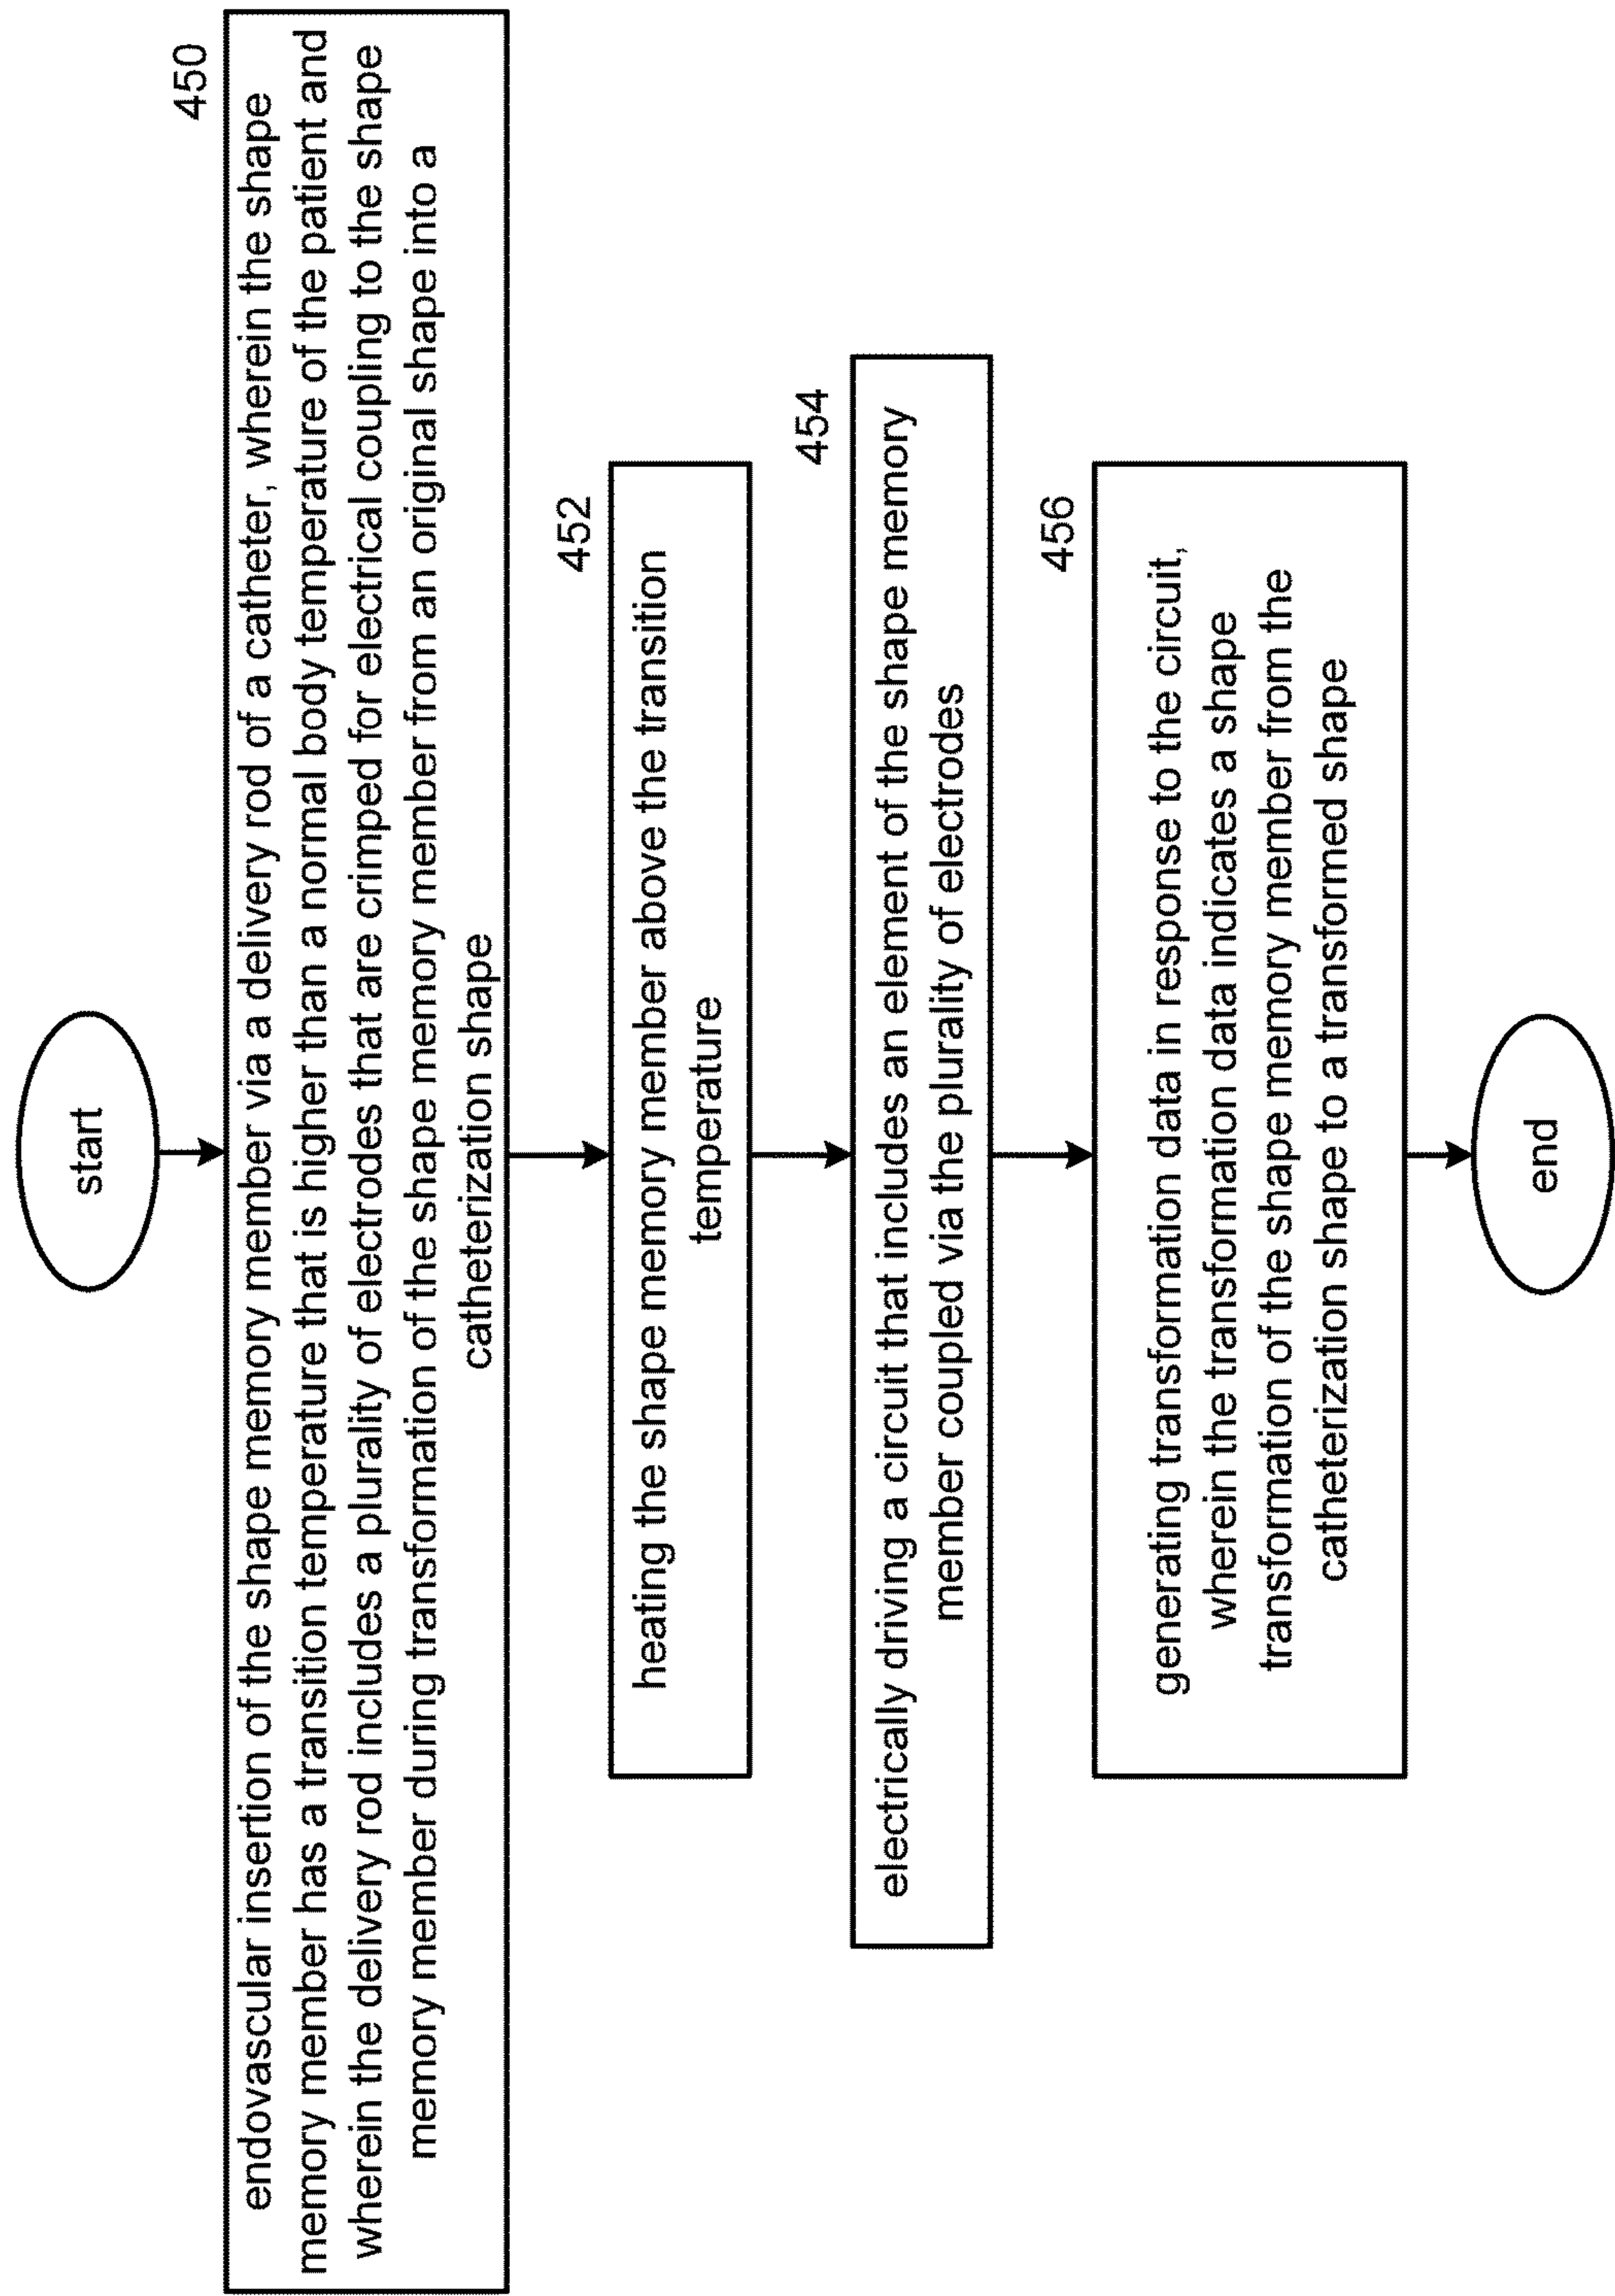 start
450
endovascular insertion of the shape memory member via a delivery rod of a catheter, wherein the shape
memory member has a transition temperature that is higher than a normal body temperature of the patient and
wherein the delivery rod includes a plurality of electrodes that are crimped for electrical coupling to the shape
memory member during transformation of the shape memory member from an original shape into a
catheterization shape
452
heating the shape memory member above the transition
temperature
454
electrically driving a circuit that includes an element of the shape memory
member coupled via the plurality of electrodes
456
generating transformation data in response to the circuit,
wherein the transformation data indicates a shape
transformation of the shape memory member from the
catheterization shape to a transformed shape
end